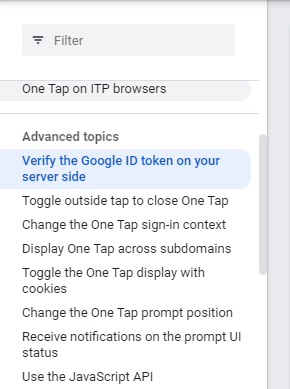 Filter
One Tap on ITP browsers
Advanced topics
Verify the Google ID token on your
server side
Toggle outside tap to close One Tap
Change the One Tap sign-in context
Display One Tap across subdomains
Toggle the One Tap display with
cookies
Change the One Tap prompt position
Receive notifications on the prompt UI
status
Use the JavaScript API